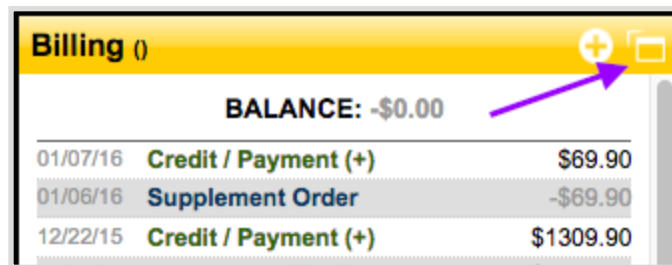 Billing ()
BALANCE: -$0.00
01/07/16 Credit / Payment (+) $69.90
01/06/16 Supplement Order -$69.90
12/22/15 Credit / Payment (+) $1309.90